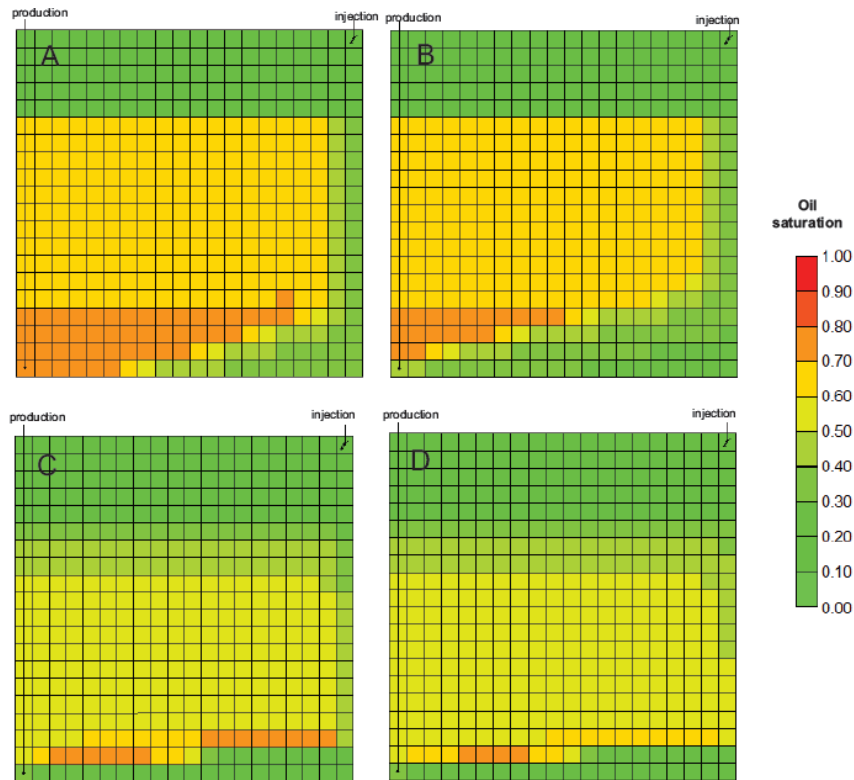 production
injection
production
injection
A
B
Oil
saturation
1.00
0.90
0.80
0.70
0.60
0.50
0.40
0.30
0.20
0.10
0.00
production
injection
production
injection
C
D